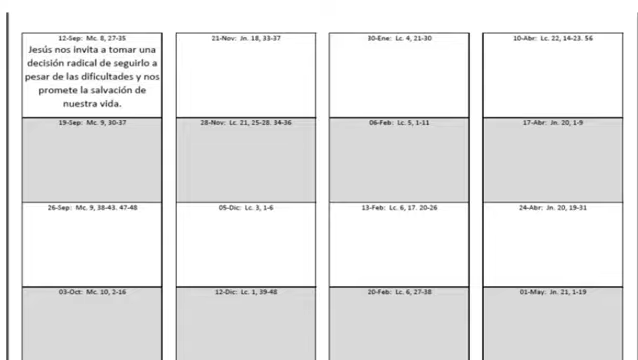 12-Sep: Mc. 8, 27-35
Jesús nos invita a tomar una
decisión radical de seguirlo a
pesar de las dificultades y nos
promete la salvación de
nuestra vida.
21-Nov: Jn. 18, 33-37
30-Ene: Lc. 4, 21-30
10-Abr: Lc. 22, 14-23. 56
19-Sep: Mc. 9, 30-37
28-Nov: Lc. 21, 25-28. 34-36
06-Feb: Lc. 5, 1-11
17-Abr: Jn. 20, 1-9
26-Sep: Mc. 9, 38-43. 47-48
05-Dic: Lc. 3, 1-6
13-Feb: Lc. 6, 17. 20-26
24-Abr: Jn. 20, 19-31
03-Oct: Mc. 10, 2-16
12-Dic: Lc. 1, 39-48
20-Feb: Lc. 6, 27-38
01-May: Jn. 21, 1-19